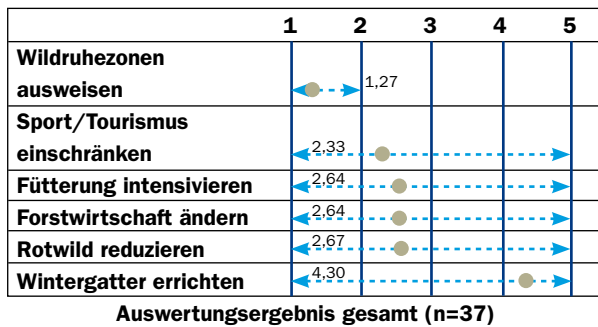 1 2 3 4 5
Wildruhezonen
ausweisen 1,27
Sport/Tourismus
einschränken 2,33
Fütterung intensivieren 2,64
Forstwirtschaft ändern 2,64
Rotwild reduzieren 2,67
Wintergatter errichten 4,30
Auswertungsergebnis gesamt (n=37)